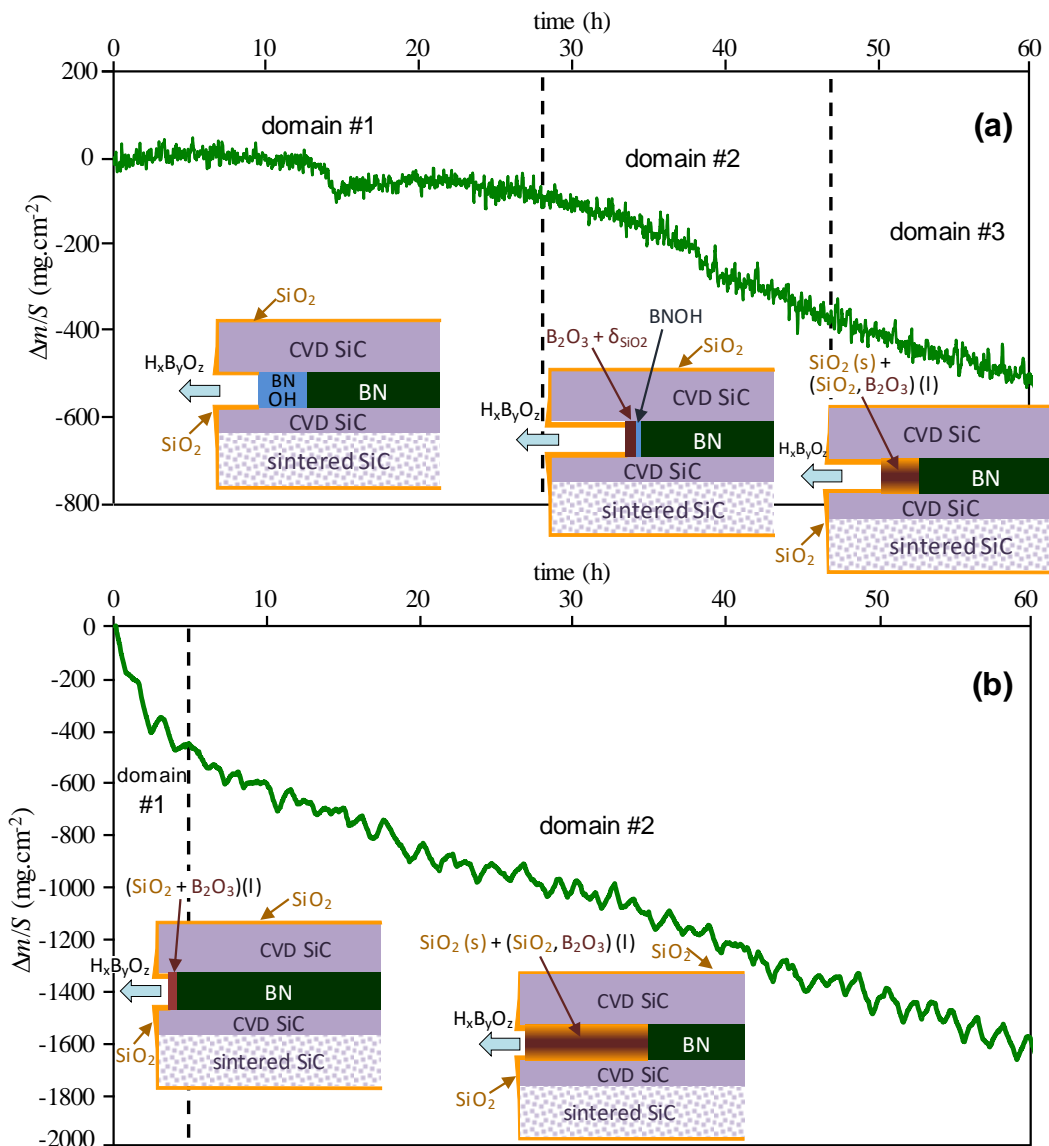 time (h)
0 10 20 30 40 50 60
200
0
-200
-400
-600
-800
Δm/S (mg.cm-2)
(a)
domain #1
domain #2
domain #3
SiO2
HxByOz
CVD SiC
BN
OH
BN
SiO2
CVD SiC
sintered SiC
BNOH
B2O3 + δSiO2
SiO2
HxByOz
CVD SiC
BN
CVD SiC
sintered SiC
SiO2 (s) +
(SiO2, B2O3) (l)
HxByOz
CVD SiC
BN
CVD SiC
SiO2
sintered SiC
time (h)
0 10 20 30 40 50 60
0
-200
-400
-600
-800
-1000
-1200
-1400
-1600
-1800
-2000
Δm/S (mg.cm-2)
(b)
domain
#1
domain #2
(SiO2 + B2O3)(l)
SiO2
HxByOz
CVD SiC
BN
CVD SiC
SiO2
sintered SiC
SiO2 (s) + (SiO2, B2O3) (l)
SiO2
HxByOz
CVD SiC
BN
CVD SiC
SiO2
sintered SiC